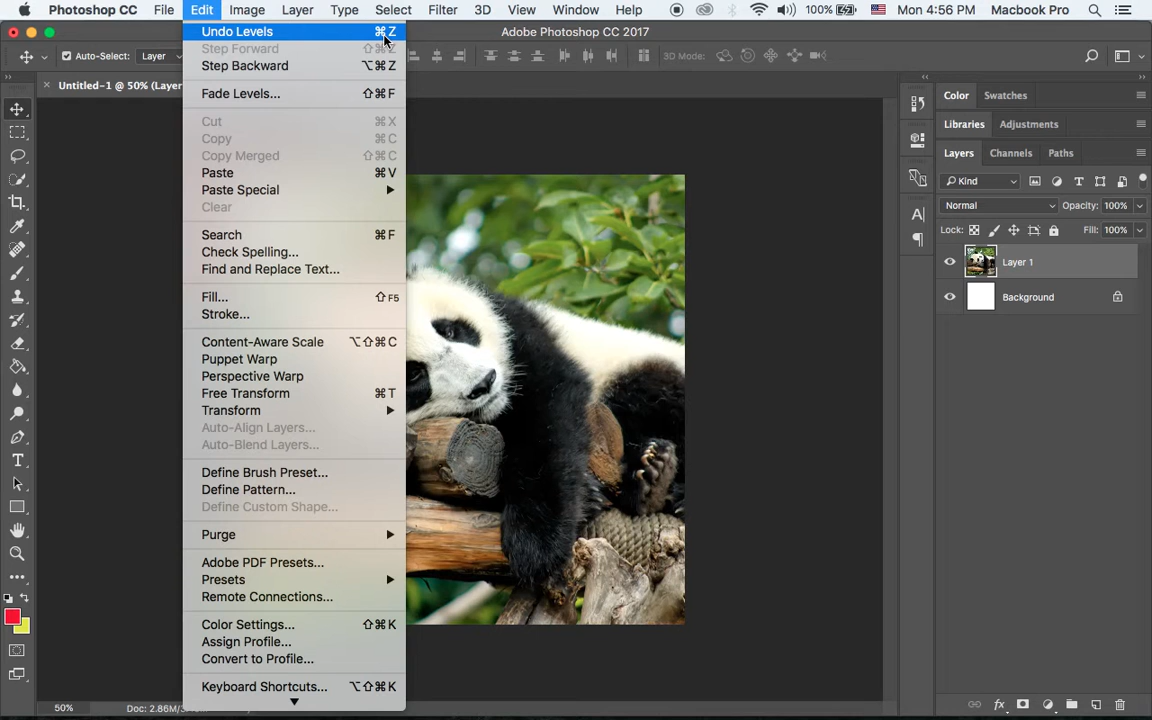 Photoshop CC File Edit Image Layer Type Select Filter 3D View Window Help 100% Mon 4:56 PM Macbook Pro
Adobe Photoshop CC 2017
Auto-Select: Layer 3D Mode:
Untitled-1 @ 50% (Layer
Undo Levels ⌘Z
Step Forward ⇧⌘Z
Step Backward ⌥⌘Z
Fade Levels... ⇧⌘F
Cut ⌘X
Copy ⌘C
Copy Merged ⇧⌘C
Paste ⌘V
Paste Special
Clear
Search ⌘F
Check Spelling...
Find and Replace Text...
Fill... ⇧F5
Stroke...
Content-Aware Scale ⌥⇧⌘C
Puppet Warp
Perspective Warp
Free Transform ⌘T
Transform
Auto-Align Layers...
Auto-Blend Layers...
Define Brush Preset...
Define Pattern...
Define Custom Shape...
Purge
Adobe PDF Presets...
Presets
Remote Connections...
Color Settings... ⇧⌘K
Assign Profile...
Convert to Profile...
Keyboard Shortcuts... ⌥⇧⌘K
Color Swatches
Libraries Adjustments
Layers Channels Paths
Kind
Normal Opacity: 100%
Lock: Fill: 100%
Layer 1
Background
50% Doc: 2.86M/